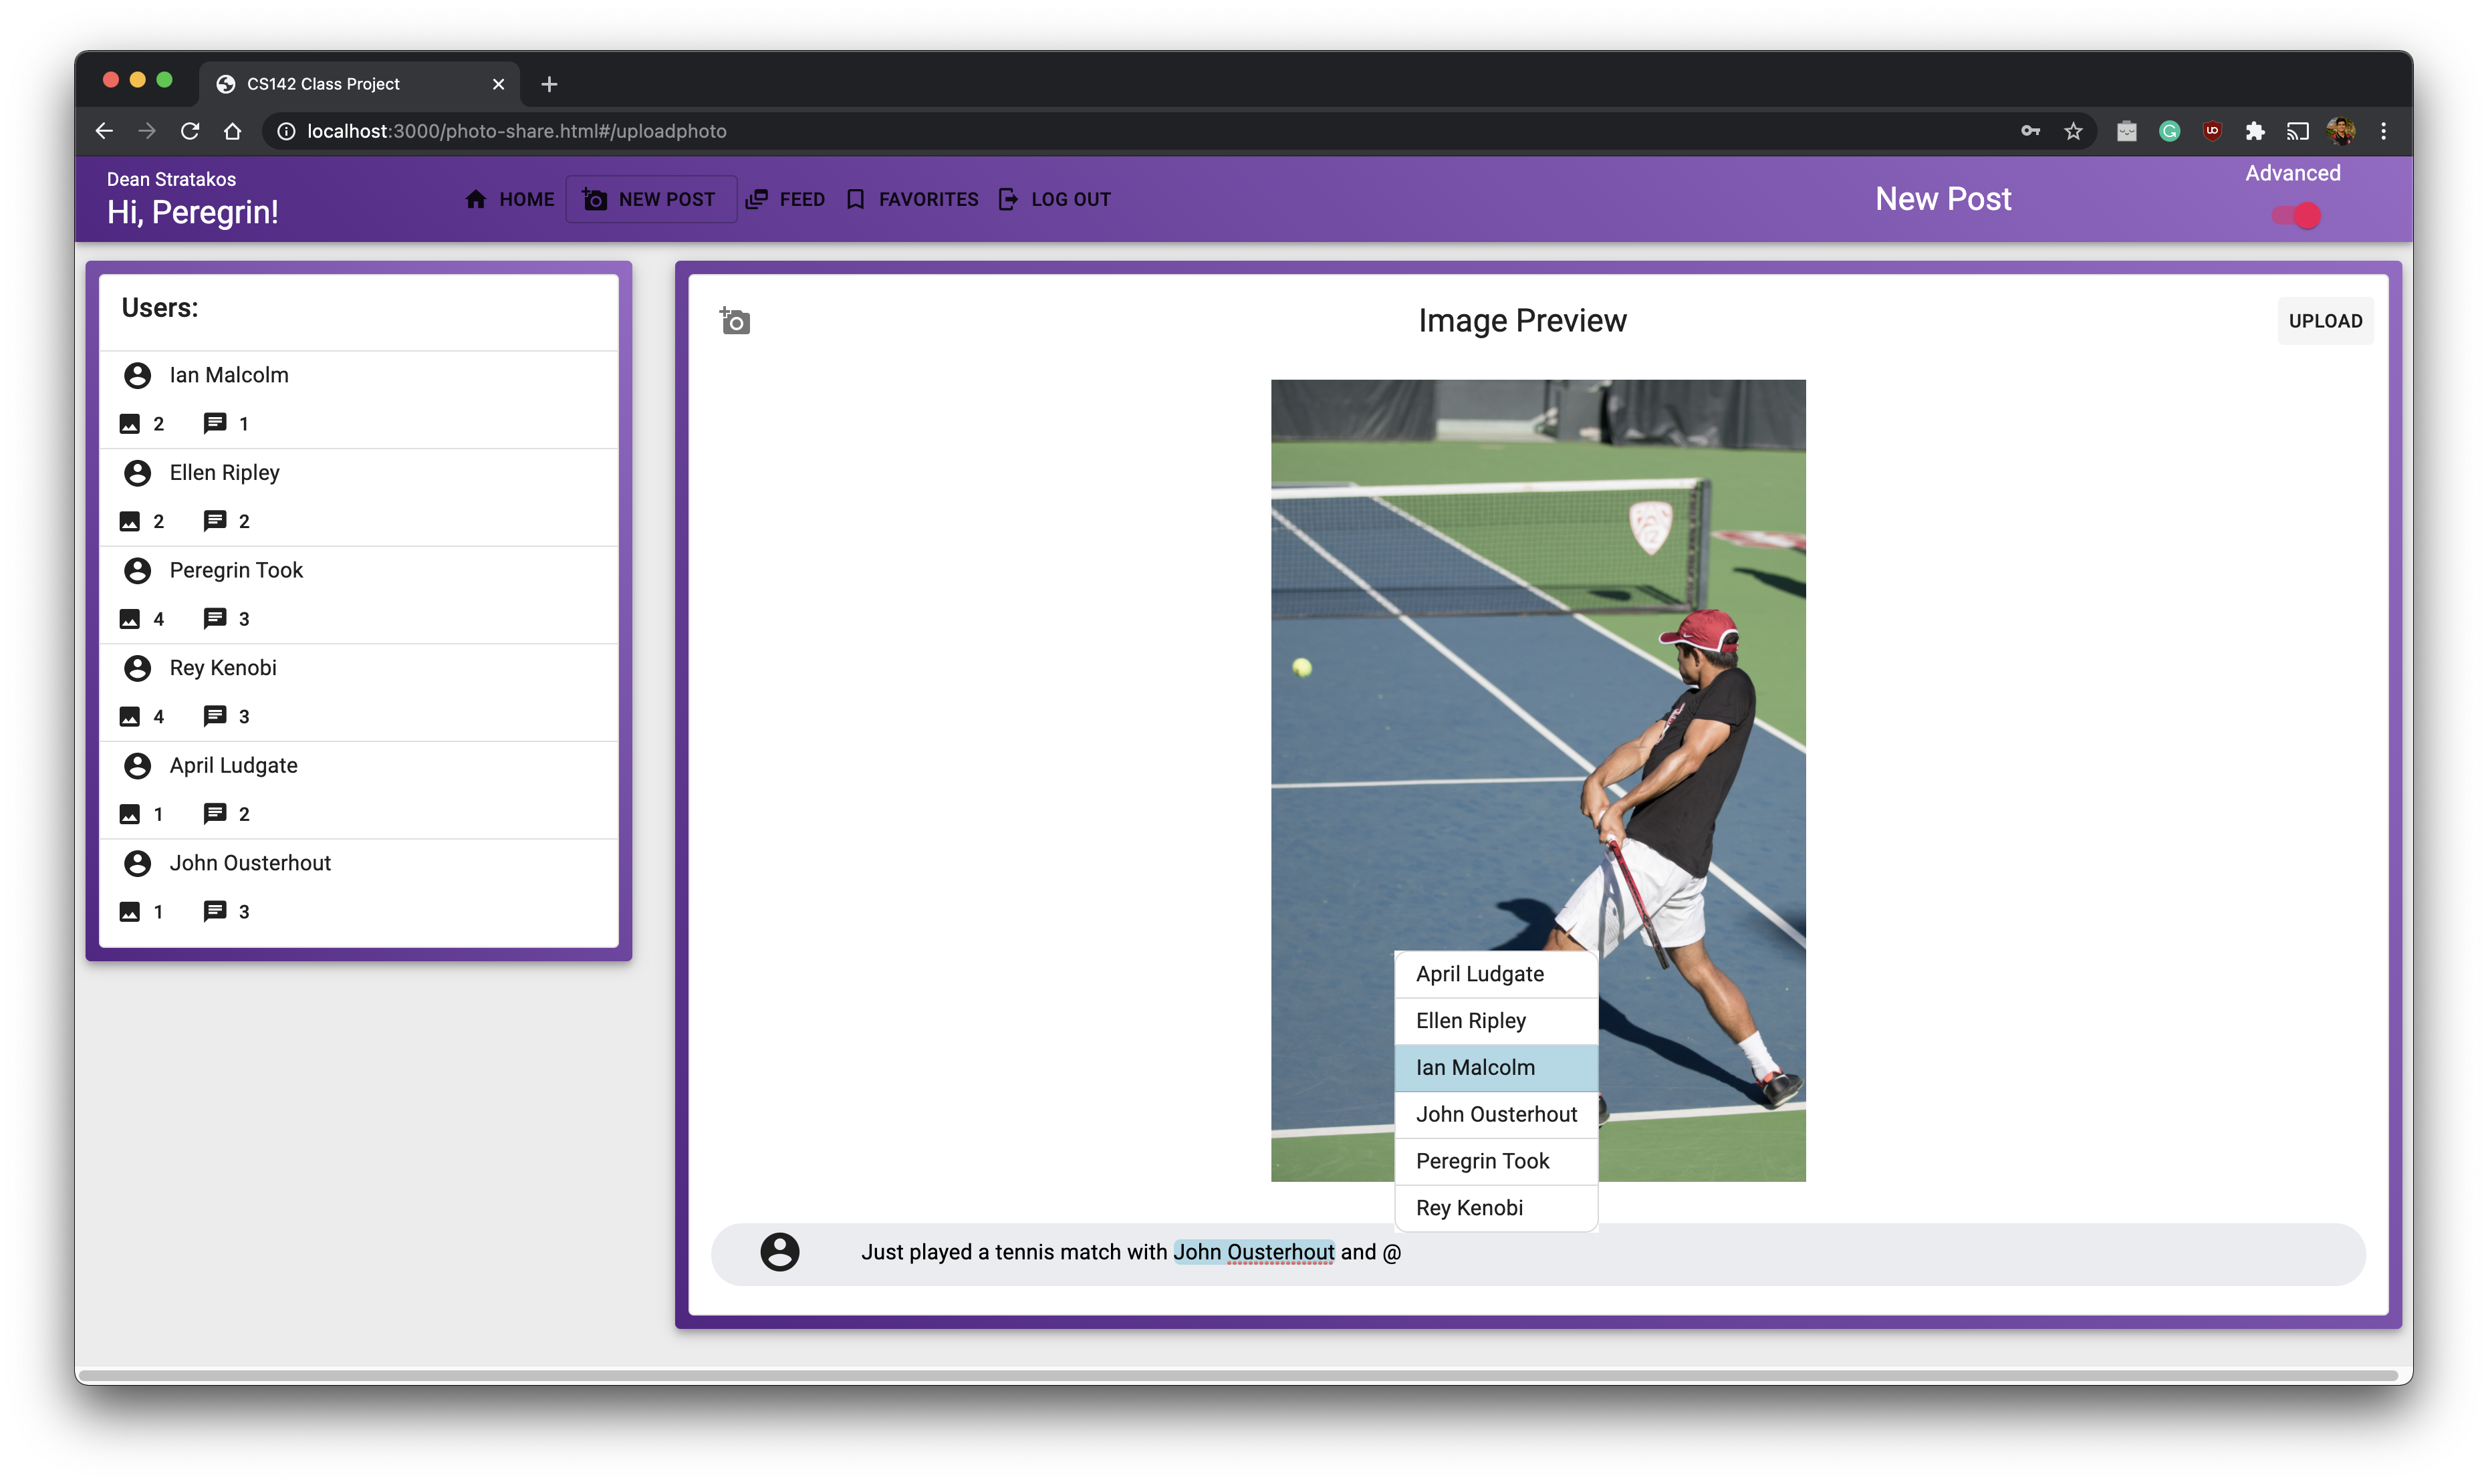 CS142 Class Project
localhost:3000/photo-share.html#/uploadphoto
Dean Stratakos
Hi, Peregrin!
HOME
NEW POST
FEED
FAVORITES
LOG OUT
New Post
Advanced
Users:
Ian Malcolm
2 1
Ellen Ripley
2 2
Peregrin Took
4 3
Rey Kenobi
4 3
April Ludgate
1 2
John Ousterhout
1 3
Image Preview
UPLOAD
April Ludgate
Ellen Ripley
Ian Malcolm
John Ousterhout
Peregrin Took
Rey Kenobi
Just played a tennis match with John Ousterhout and @